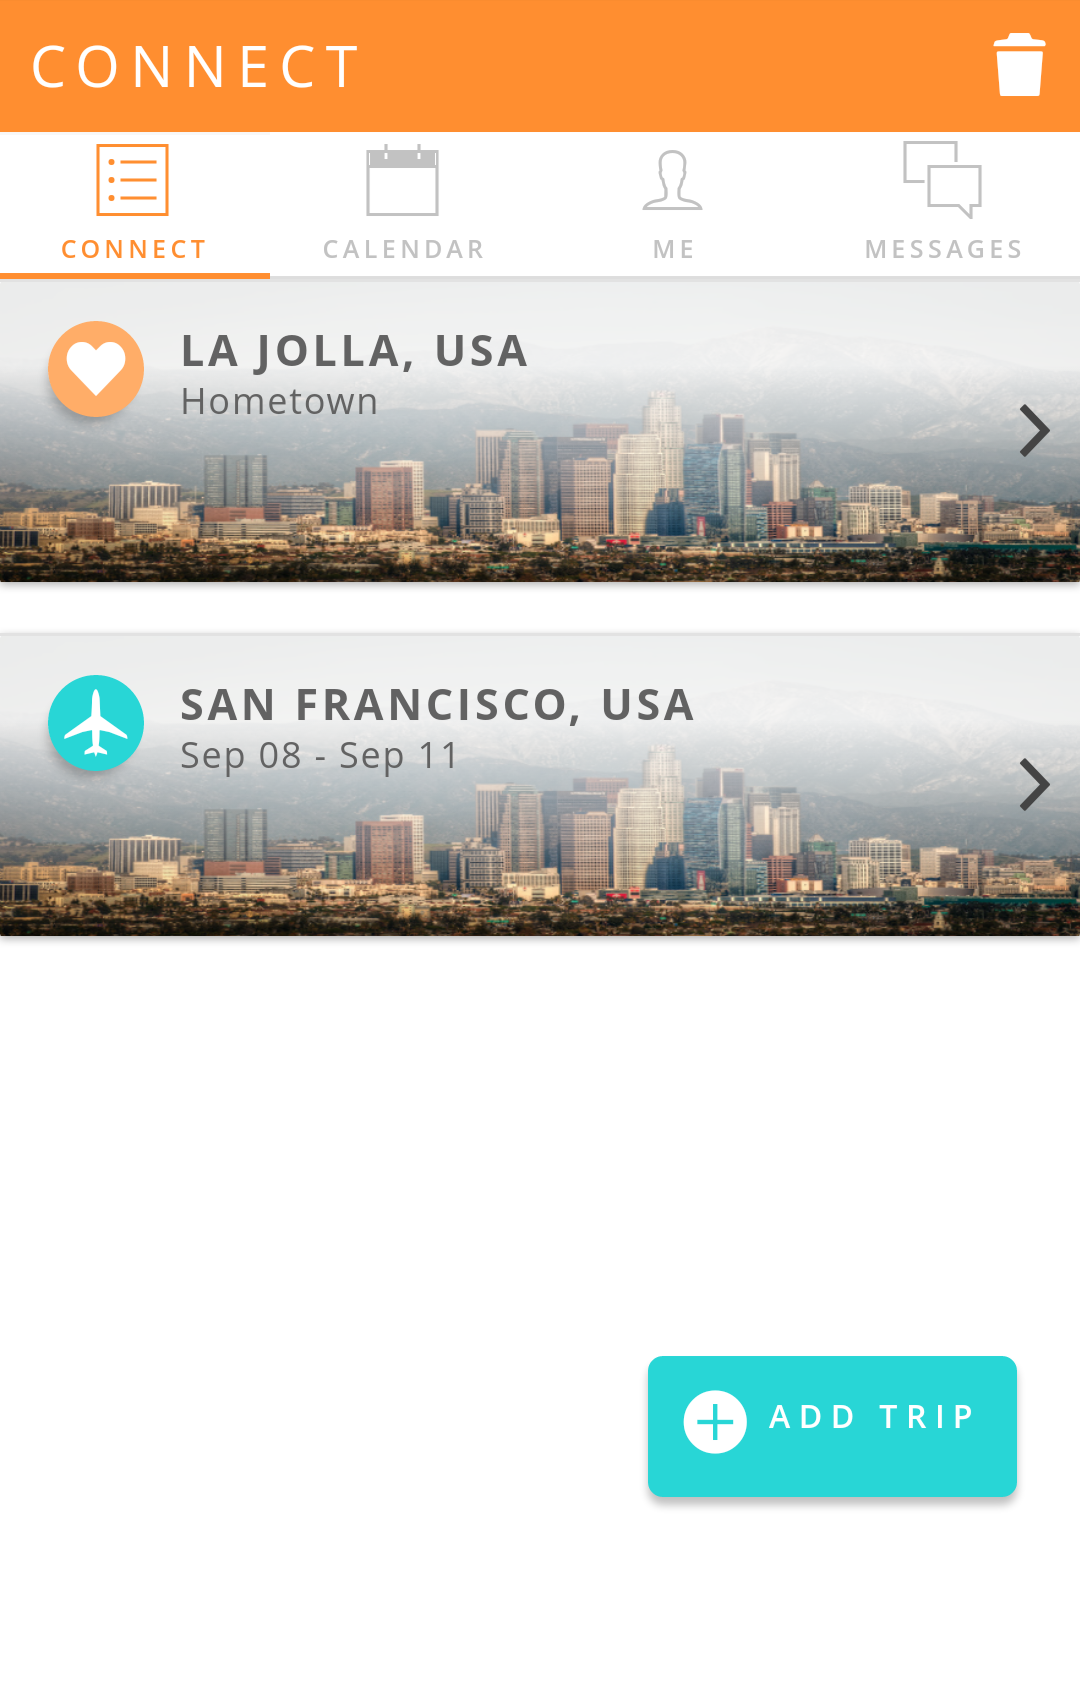 CONNECT
CONNECT CALENDAR ME MESSAGES
LA JOLLA, USA
Hometown
SAN FRANCISCO, USA
Sep 08 - Sep 11
ADD TRIP